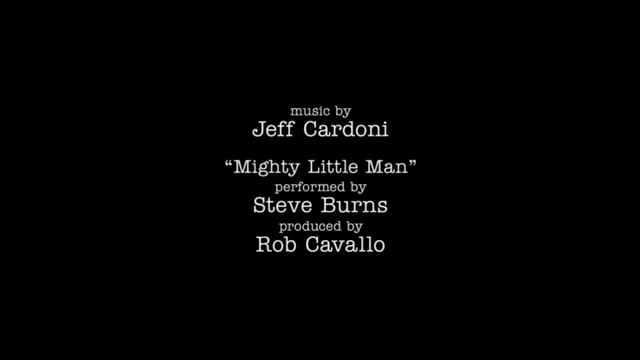 music by
Jeff Cardoni
“Mighty Little Man”
performed by
Steve Burns
produced by
Rob Cavallo